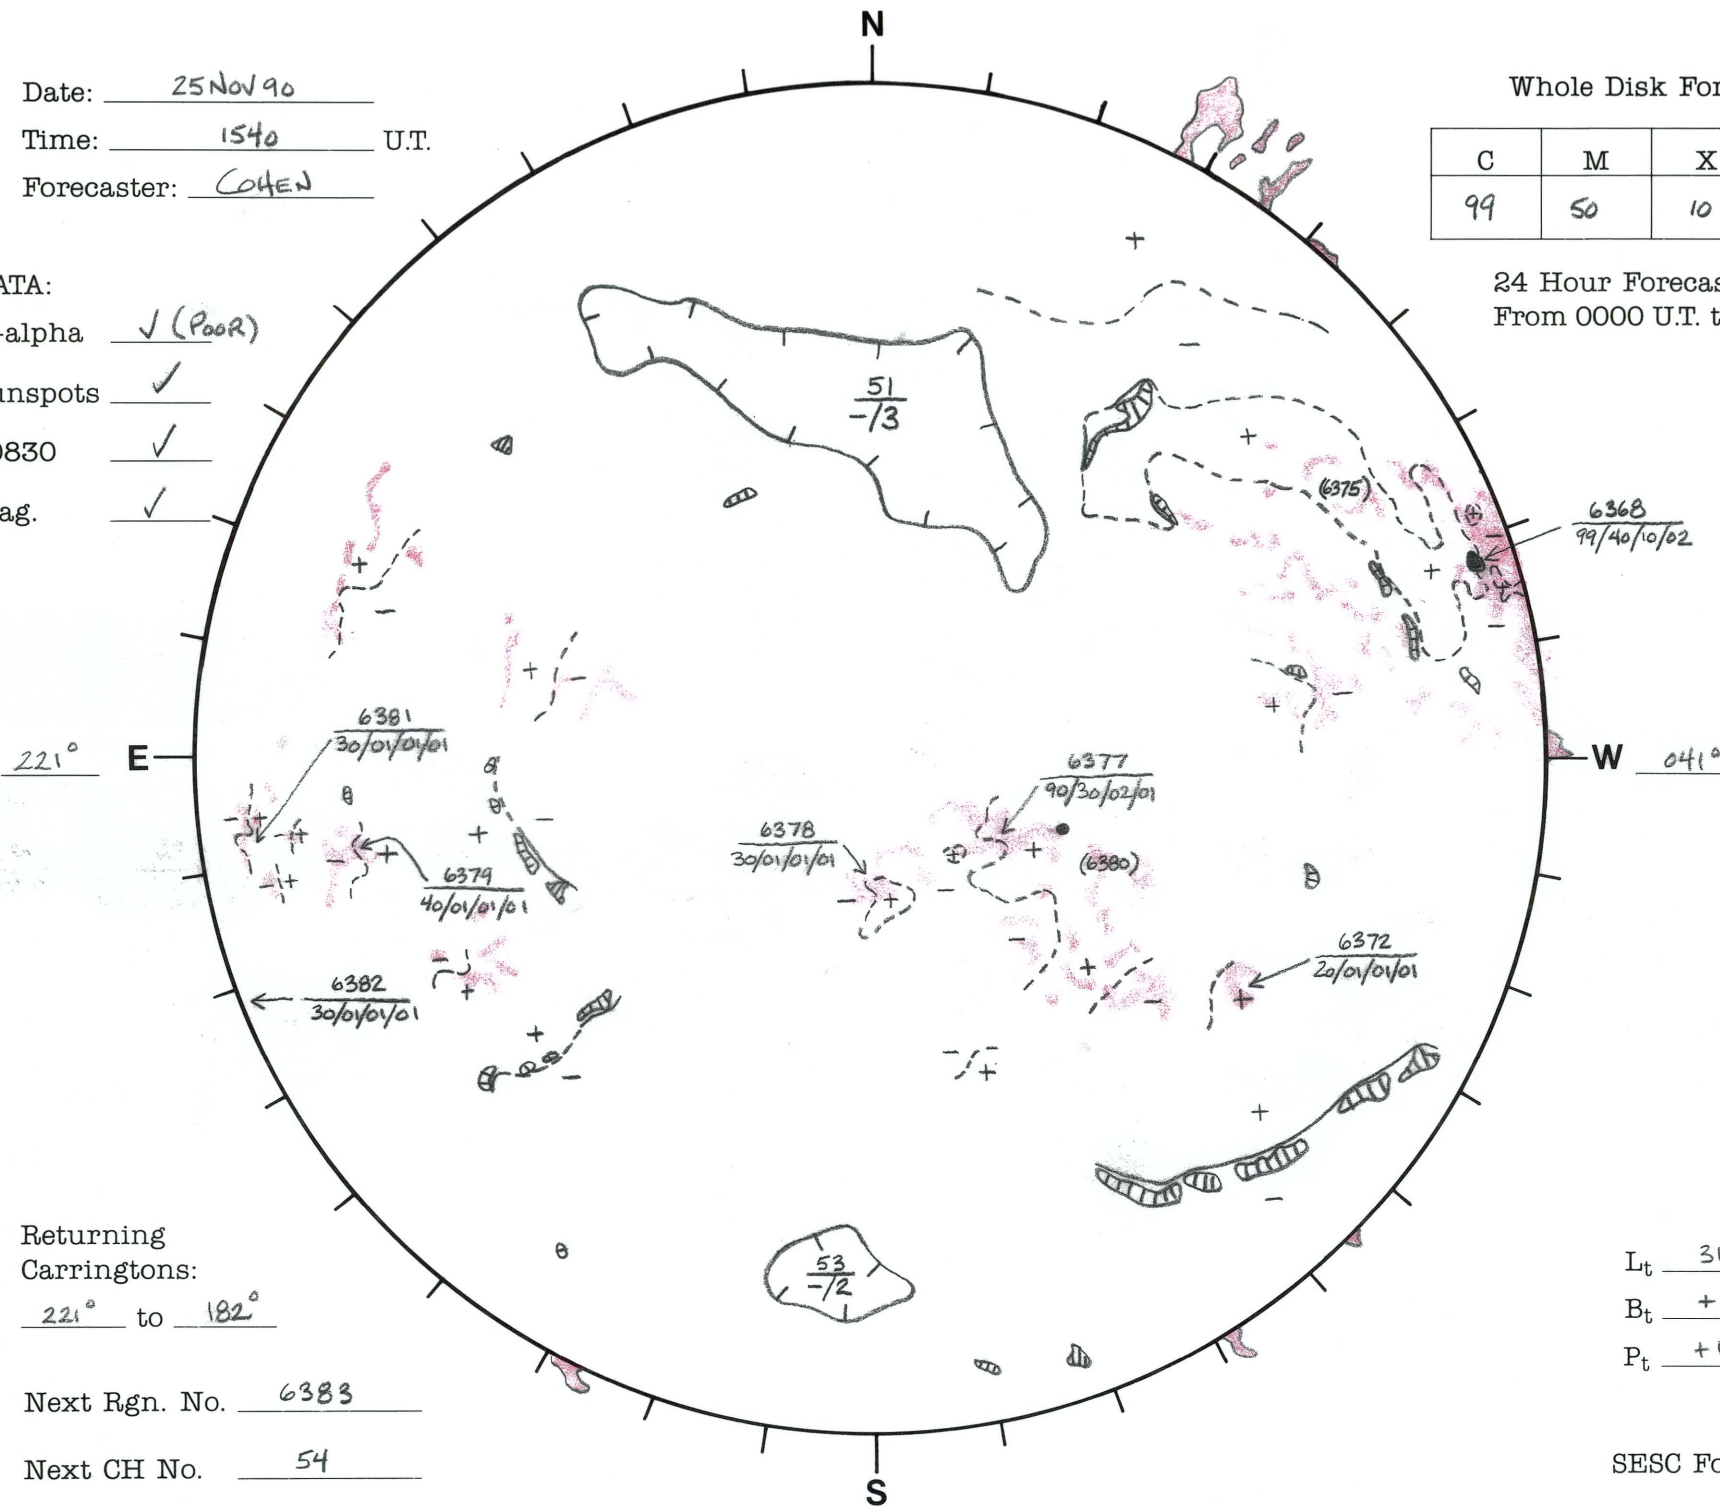 N
Date: 25 NOV 90
Time: 1540 U.T.
Forecaster: COHEN
Whole Disk For
C M X
99 50 10
24 Hour Forecas
From 0000 U.T. t
ATA:
-alpha ✓ (POOR)
unspots ✓
0830 ✓
ag. ✓
+
-
51
-/3
+
(6375)
6368
99/40/10/02
+
-
+
-
+
-
+
-
+
-
6381
30/01/01/01
221° E
W 041°
6377
90/30/02/01
6378
30/01/01/01
(6380)
6379
40/01/01/01
6372
20/01/01/01
6382
30/01/01/01
+
-
-
+
+
-
53
-/2
Returning
Carringtons:
221° to 182°
Next Rgn. No. 6383
Next CH No. 54
Lt 31
Bt +
Pt +
SESC Fo
S